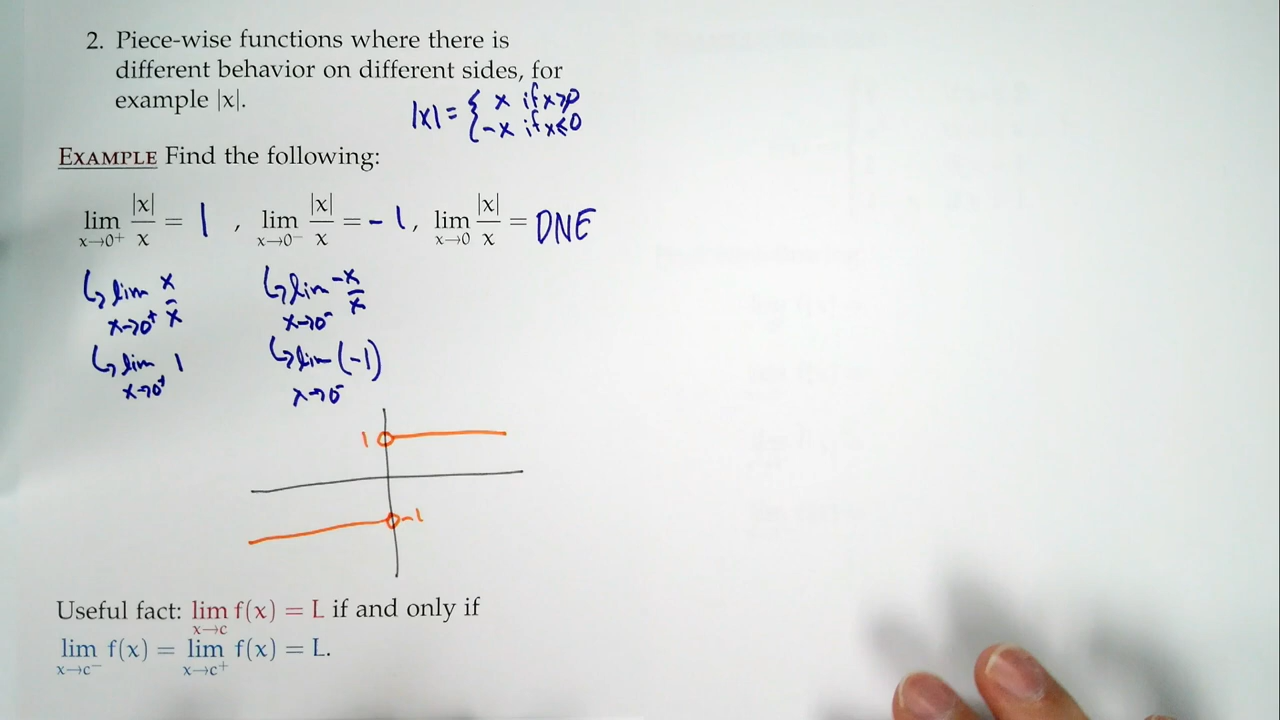 2. Piece-wise functions where there is
different behavior on different sides, for
example |x|.
|x| = { x if x>0
-x if x≤0
EXAMPLE Find the following:
lim x→0⁺ |x|/x = 1 , lim x→0⁻ |x|/x = -1, lim x→0 |x|/x = DNE
↳ lim x→0⁺ x/x ↳ lim x→0⁻ -x/x
↳ lim x→0⁺ 1 ↳ lim x→0⁻ (-1)
1
-1
Useful fact: lim x→c f(x) = L if and only if
lim x→c⁻ f(x) = lim x→c⁺ f(x) = L.